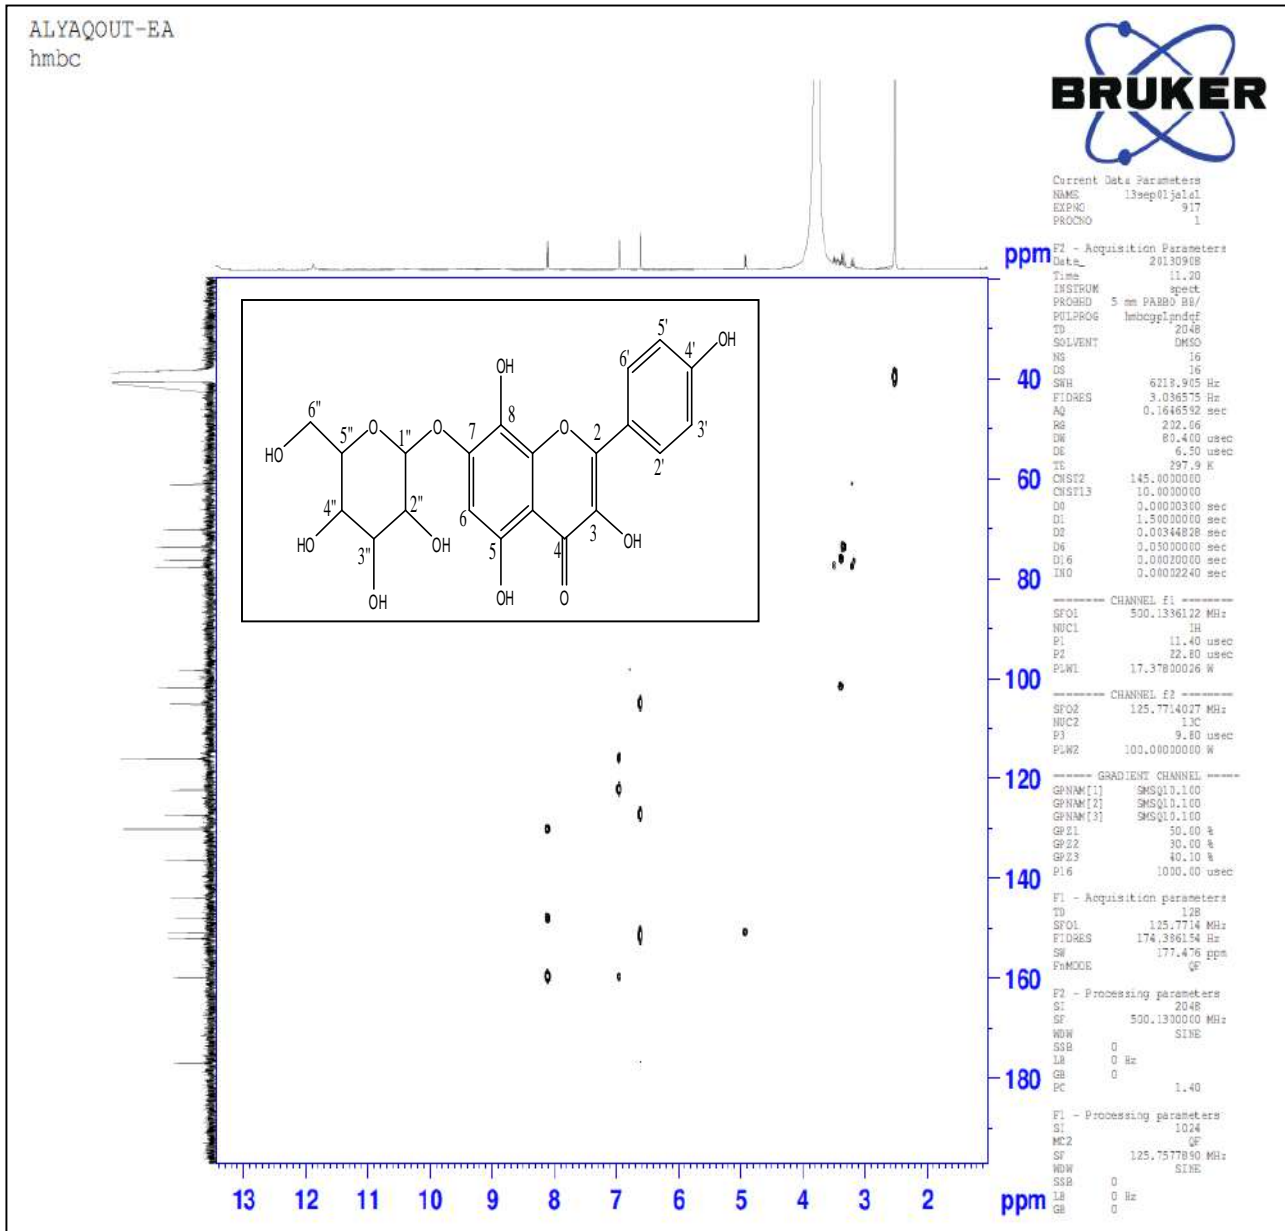 ALYAQOUT-EA
hmbc
BRUKER
Current Data Parameters
NAME 13sep01jala1
EXPNO 917
PROCNO 1
F2 - Acquisition Parameters
Date_ 20130908
Time 11.20
INSTRUM spect
PROBHD 5 mm PABBO BB/
PULPROG hmbcgplpndqf
TD 2048
SOLVENT DMSO
NS 16
DS 16
SWH 6218.905 Hz
FIDRES 3.036575 Hz
AQ 0.1646592 sec
RG 202.06
DW 80.400 usec
DE 6.50 usec
TE 297.9 K
CNST2 145.0000000
CNST13 10.0000000
D0 0.00000300 sec
D1 1.50000000 sec
D2 0.00344828 sec
D6 0.05000000 sec
D16 0.00020000 sec
IN0 0.00002240 sec
======== CHANNEL f1 ========
SFO1 500.1336122 MHz
NUC1 1H
P1 11.40 usec
P2 22.80 usec
PLW1 17.37800026 W
======== CHANNEL f2 ========
SFO2 125.7714027 MHz
NUC2 13C
P3 9.80 usec
PLW2 100.00000000 W
====== GRADIENT CHANNEL =====
GPNAM[1] SMSQ10.100
GPNAM[2] SMSQ10.100
GPNAM[3] SMSQ10.100
GPZ1 50.00 %
GPZ2 30.00 %
GPZ3 40.10 %
P16 1000.00 usec
F1 - Acquisition parameters
TD 128
SFO1 125.7714 MHz
FIDRES 174.386154 Hz
SW 177.476 ppm
FnMODE QF
F2 - Processing parameters
SI 2048
SF 500.1300000 MHz
WDW SINE
SSB 0
LB 0 Hz
GB 0
PC 1.40
F1 - Processing parameters
SI 1024
MC2 QF
SF 125.7577890 MHz
WDW SINE
SSB 0
LB 0 Hz
GB 0
ppm
40
60
80
100
120
140
160
180
13 12 11 10 9 8 7 6 5 4 3 2 ppm
5' OH
4'
6'
OH
3'
8
6"
2'
O O O 2
5" 1" 7
HO
4" 2" 6
3
HO 3" OH 5 4 OH
OH OH O